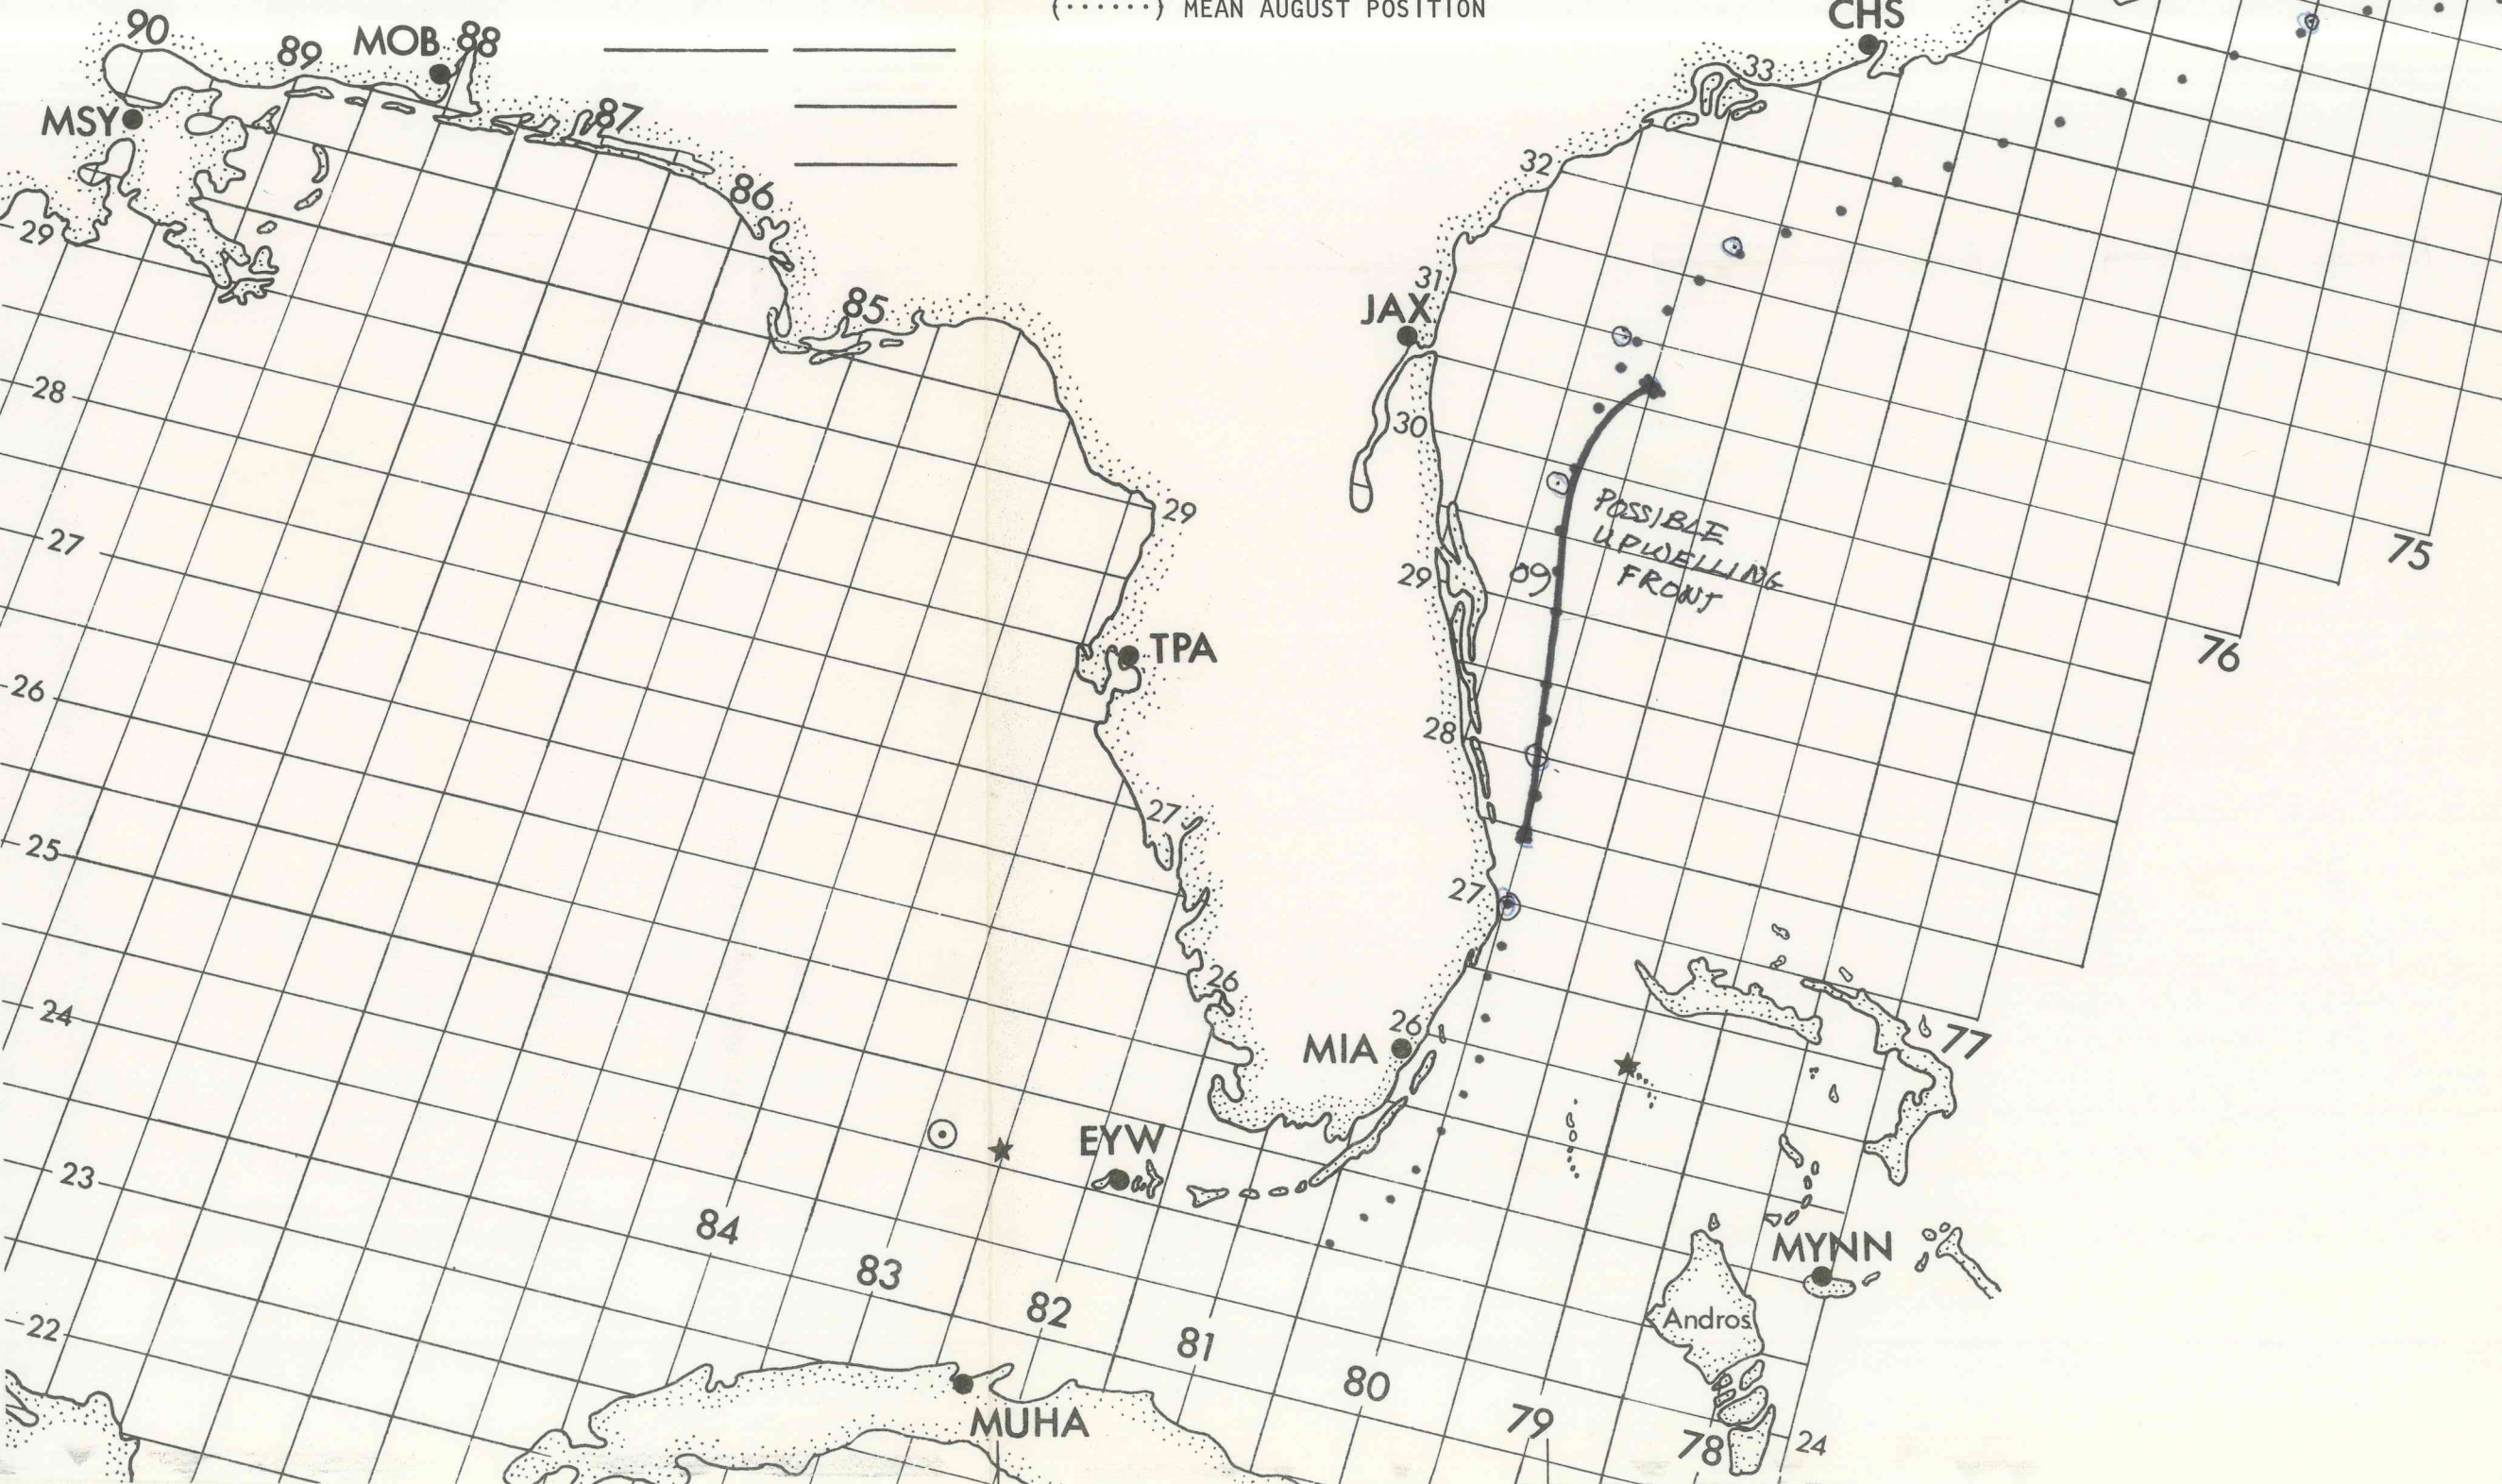 (······) MEAN AUGUST POSITION
CHS
90
89
MOB
88
MSY
87
33
86
32
29
85
31
JAX
28
30
29
POSSIBLE
UPWELLING
FRONT
27
75
29
09
TPA
76
26
28
27
25
27
26
24
26
MIA
77
EYW
23
84
MYNN
83
82
Andros
22
81
80
MUHA
79
78
24